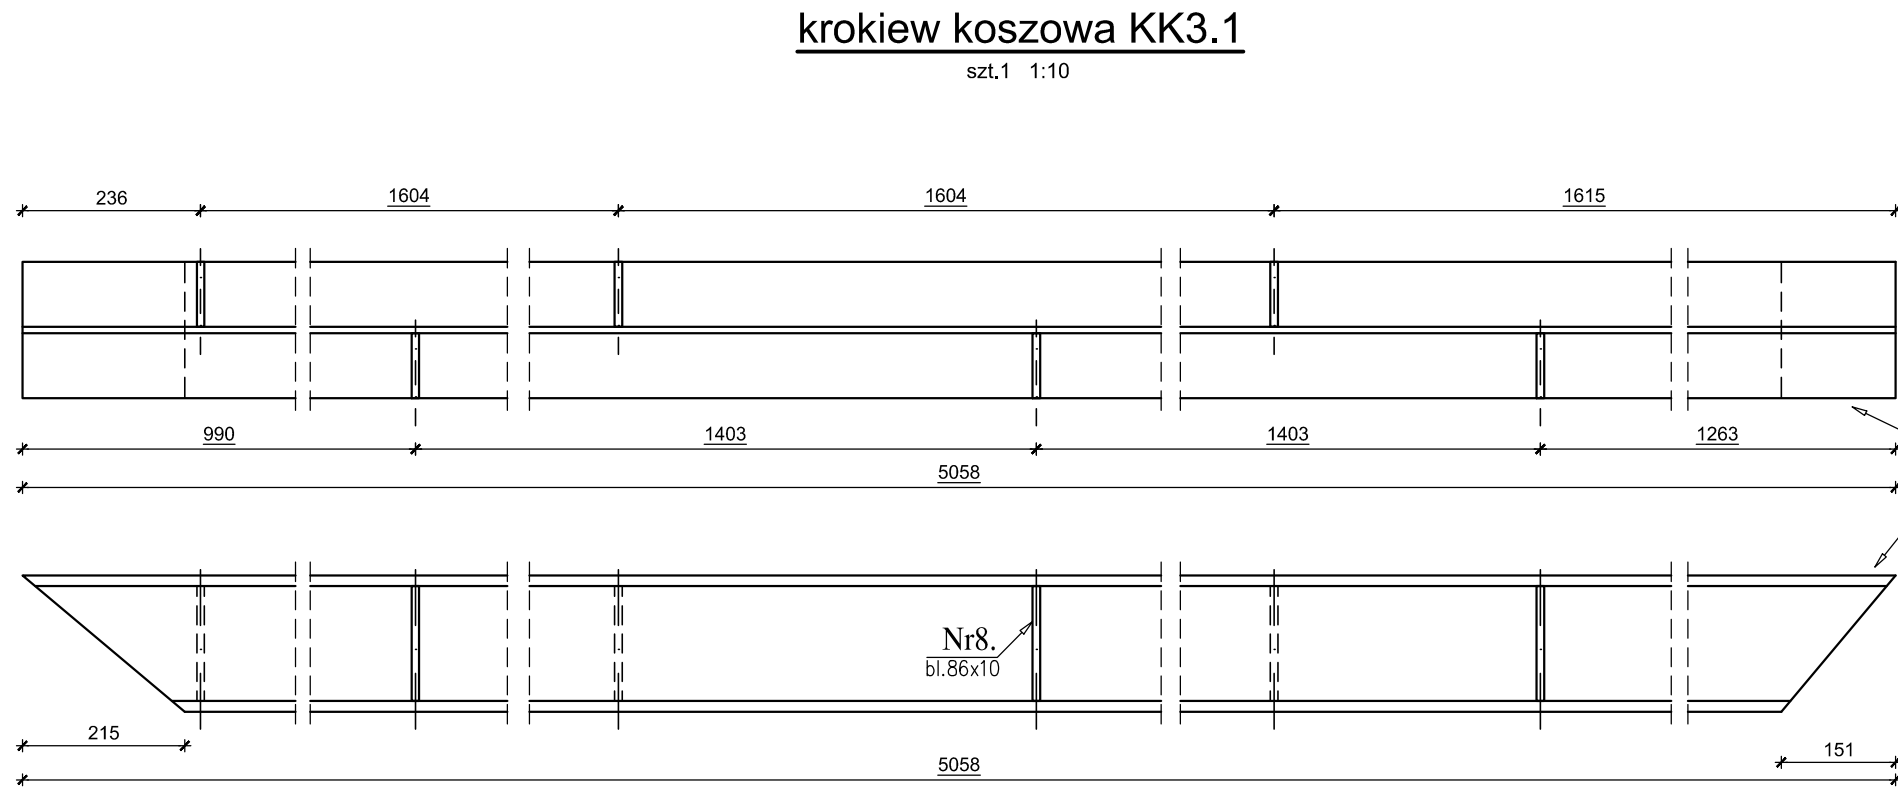 krokiew koszowa KK3.1
szt.1 1:10
236 1604 1604 1615
990 1403 1403 1263
5058
Nr8.
bl.86x10
215 151
5058